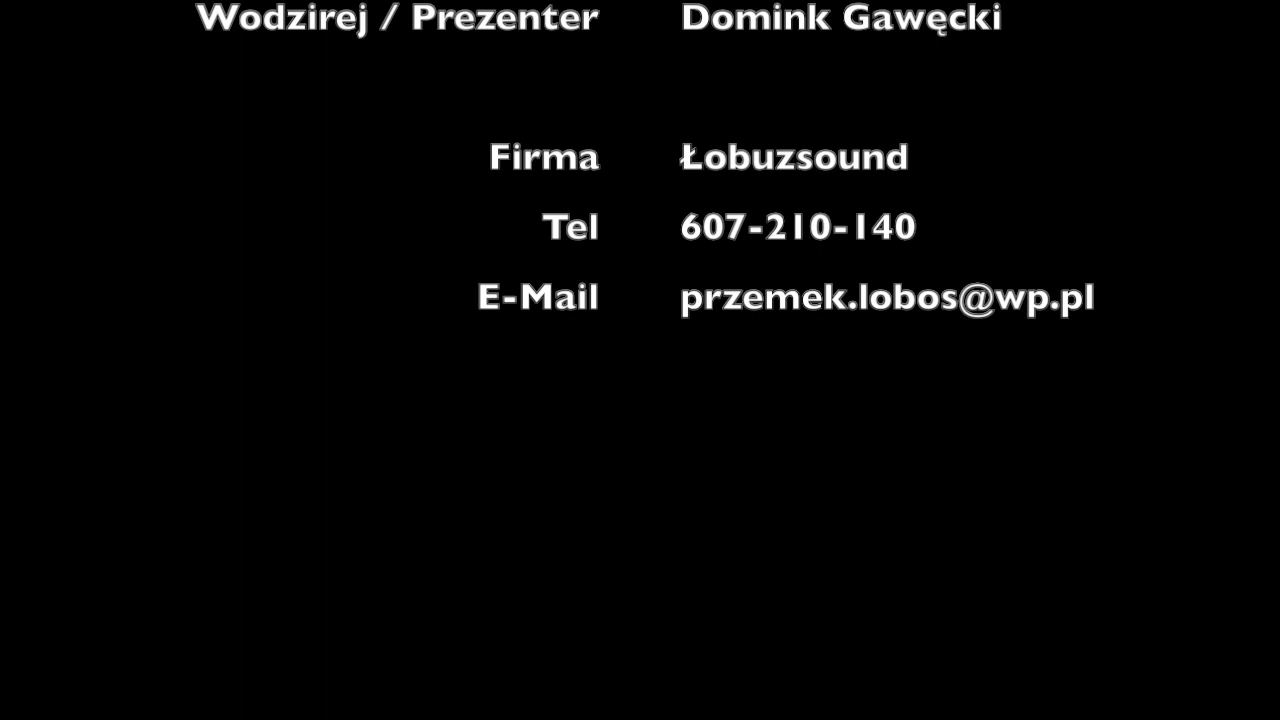 Wodzirej / Prezenter Domink Gawęcki
Firma Łobuzsound
Tel 607-210-140
E-Mail przemek.lobos@wp.pl